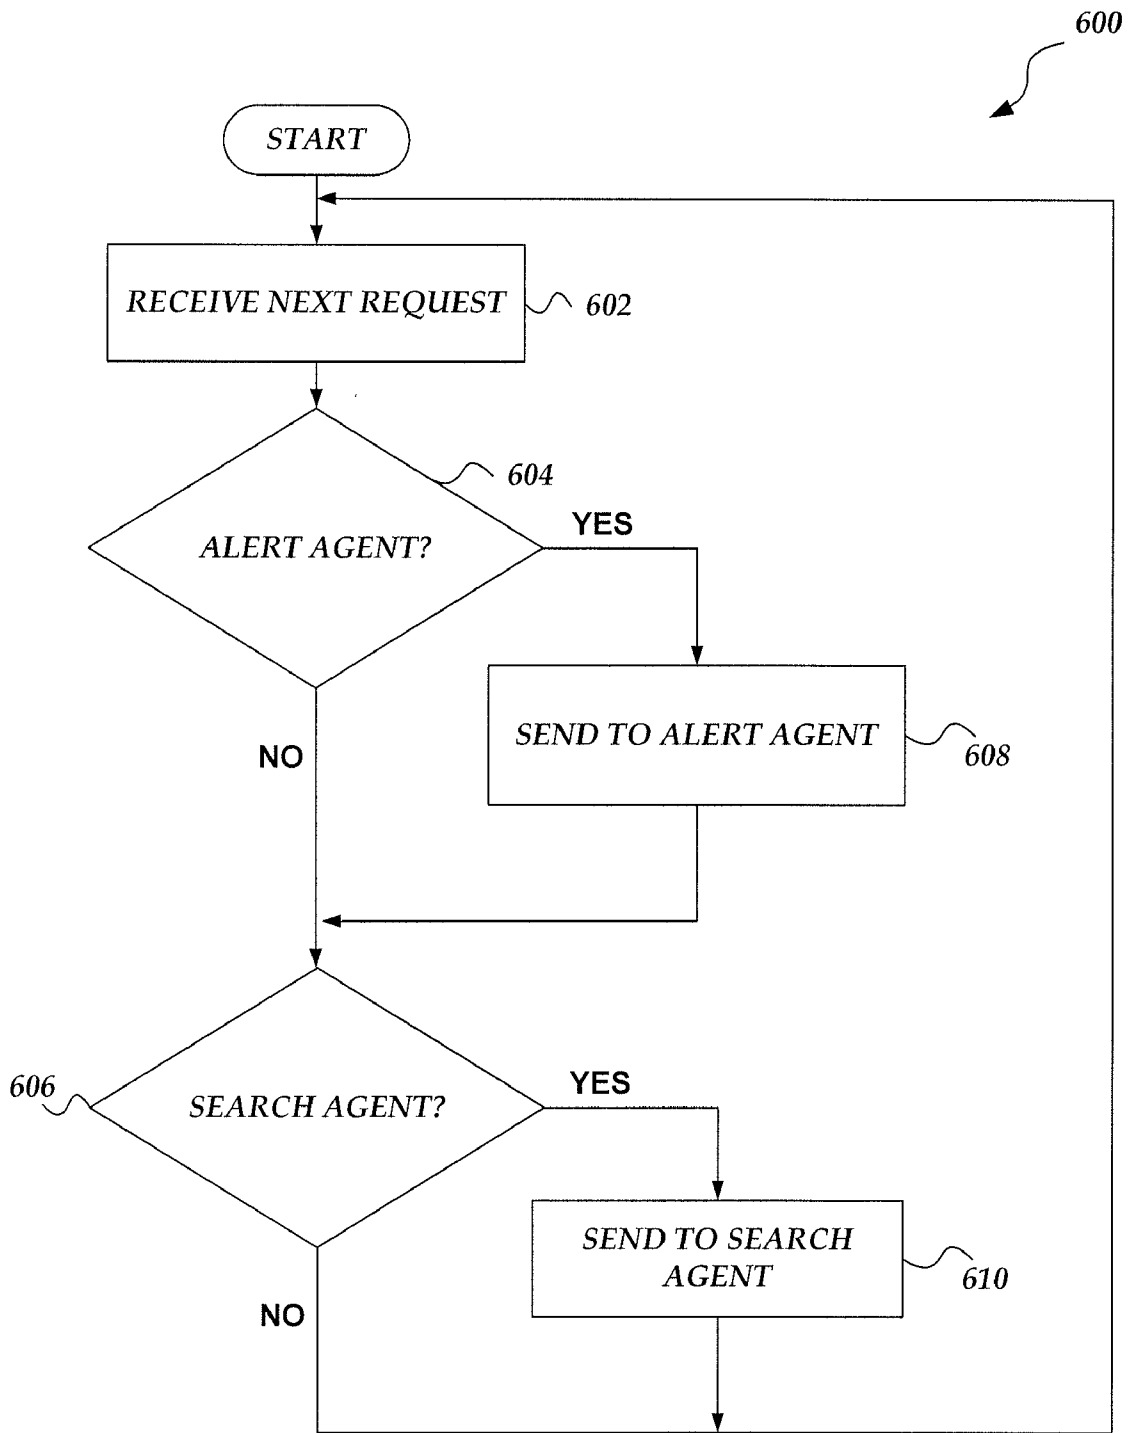 600
START
RECEIVE NEXT REQUEST
602
604
YES
ALERT AGENT?
SEND TO ALERT AGENT
608
NO
606
YES
SEARCH AGENT?
SEND TO SEARCH
AGENT
610
NO